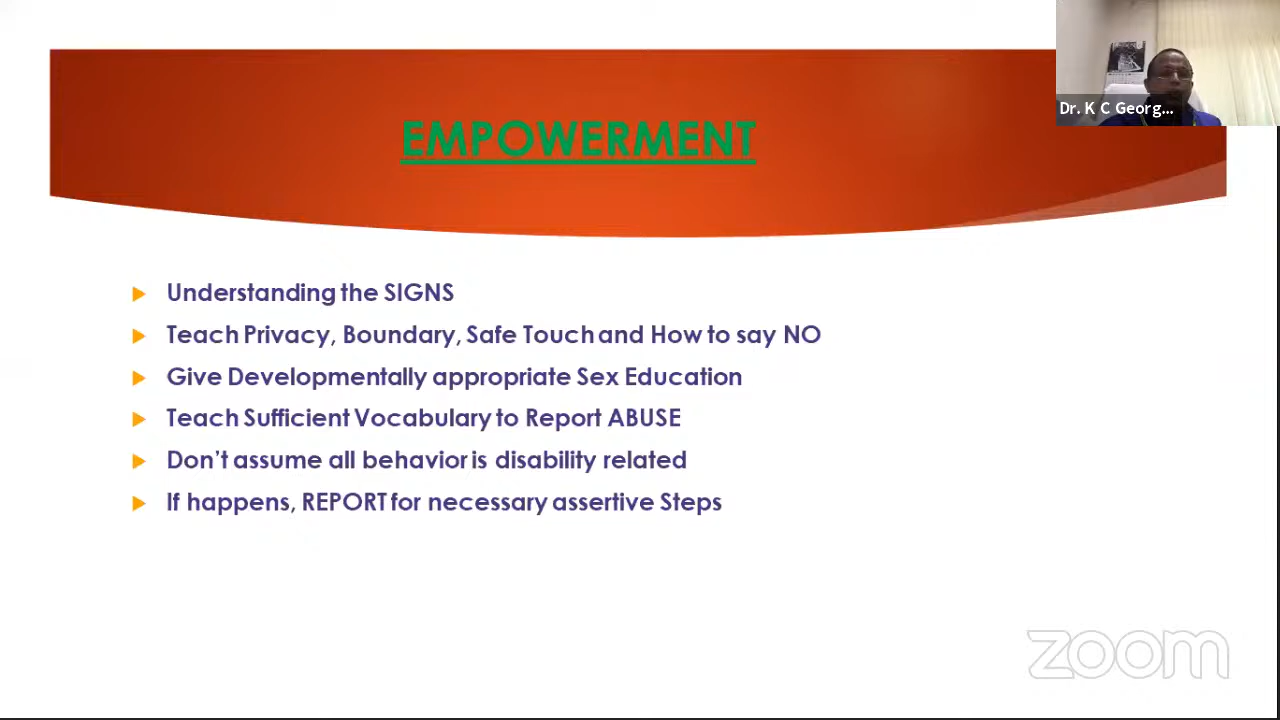 Dr. K C Georg...
EMPOWERMENT
Understanding the SIGNS
Teach Privacy, Boundary, Safe Touch and How to say NO
Give Developmentally appropriate Sex Education
Teach Sufficient Vocabulary to Report ABUSE
Don’t assume all behavior is disability related
If happens, REPORT for necessary assertive Steps
zoom